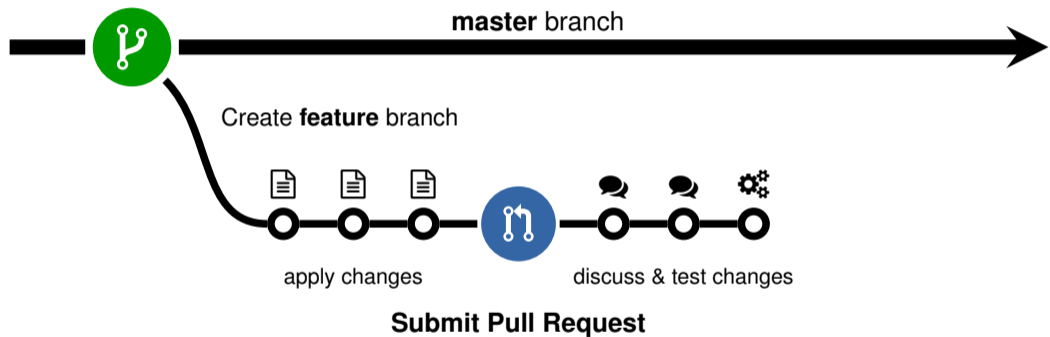 master branch
Create feature branch
apply changes
discuss & test changes
Submit Pull Request